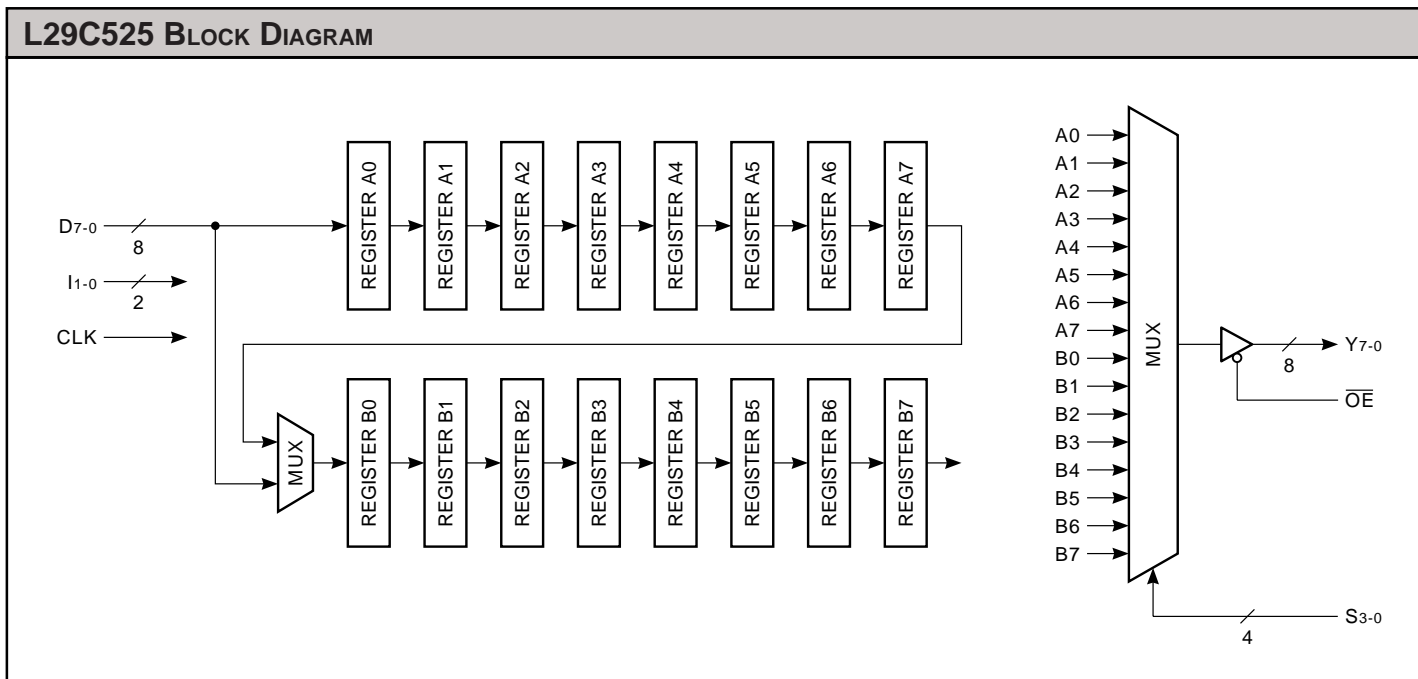 L29C525 BLOCK DIAGRAM
D7-0
8
I1-0
2
CLK
REGISTER A0
REGISTER A1
REGISTER A2
REGISTER A3
REGISTER A4
REGISTER A5
REGISTER A6
REGISTER A7
MUX
REGISTER B0
REGISTER B1
REGISTER B2
REGISTER B3
REGISTER B4
REGISTER B5
REGISTER B6
REGISTER B7
A0
A1
A2
A3
A4
A5
A6
A7
B0
B1
B2
B3
B4
B5
B6
B7
MUX
8
Y7-0
O̅E̅
4
S3-0